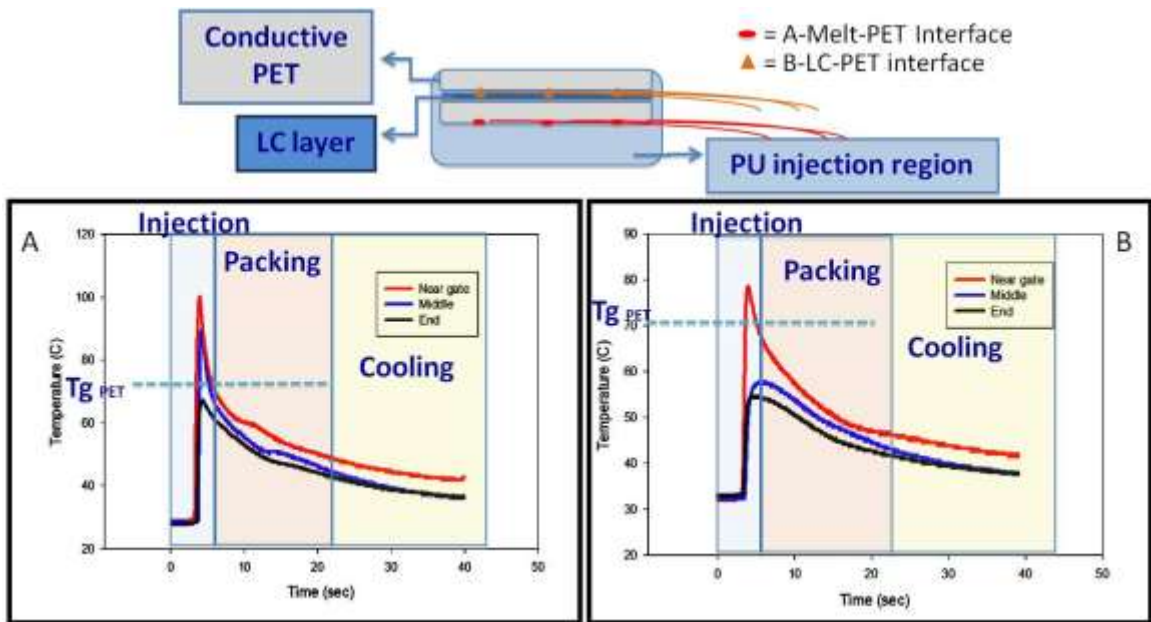 Conductive
PET
LC layer
= A-Melt-PET Interface
= B-LC-PET interface
PU injection region
A
Injection
Packing
Cooling
Tg PET
Near gate
Middle
End
120
100
80
60
40
20
Temperature (C)
0
10
20
30
40
50
Time (sec)
B
Injection
Packing
Cooling
Tg PET
Near gate
Middle
End
90
80
70
60
50
40
30
20
Temperature (C)
0
10
20
30
40
50
Time (sec)